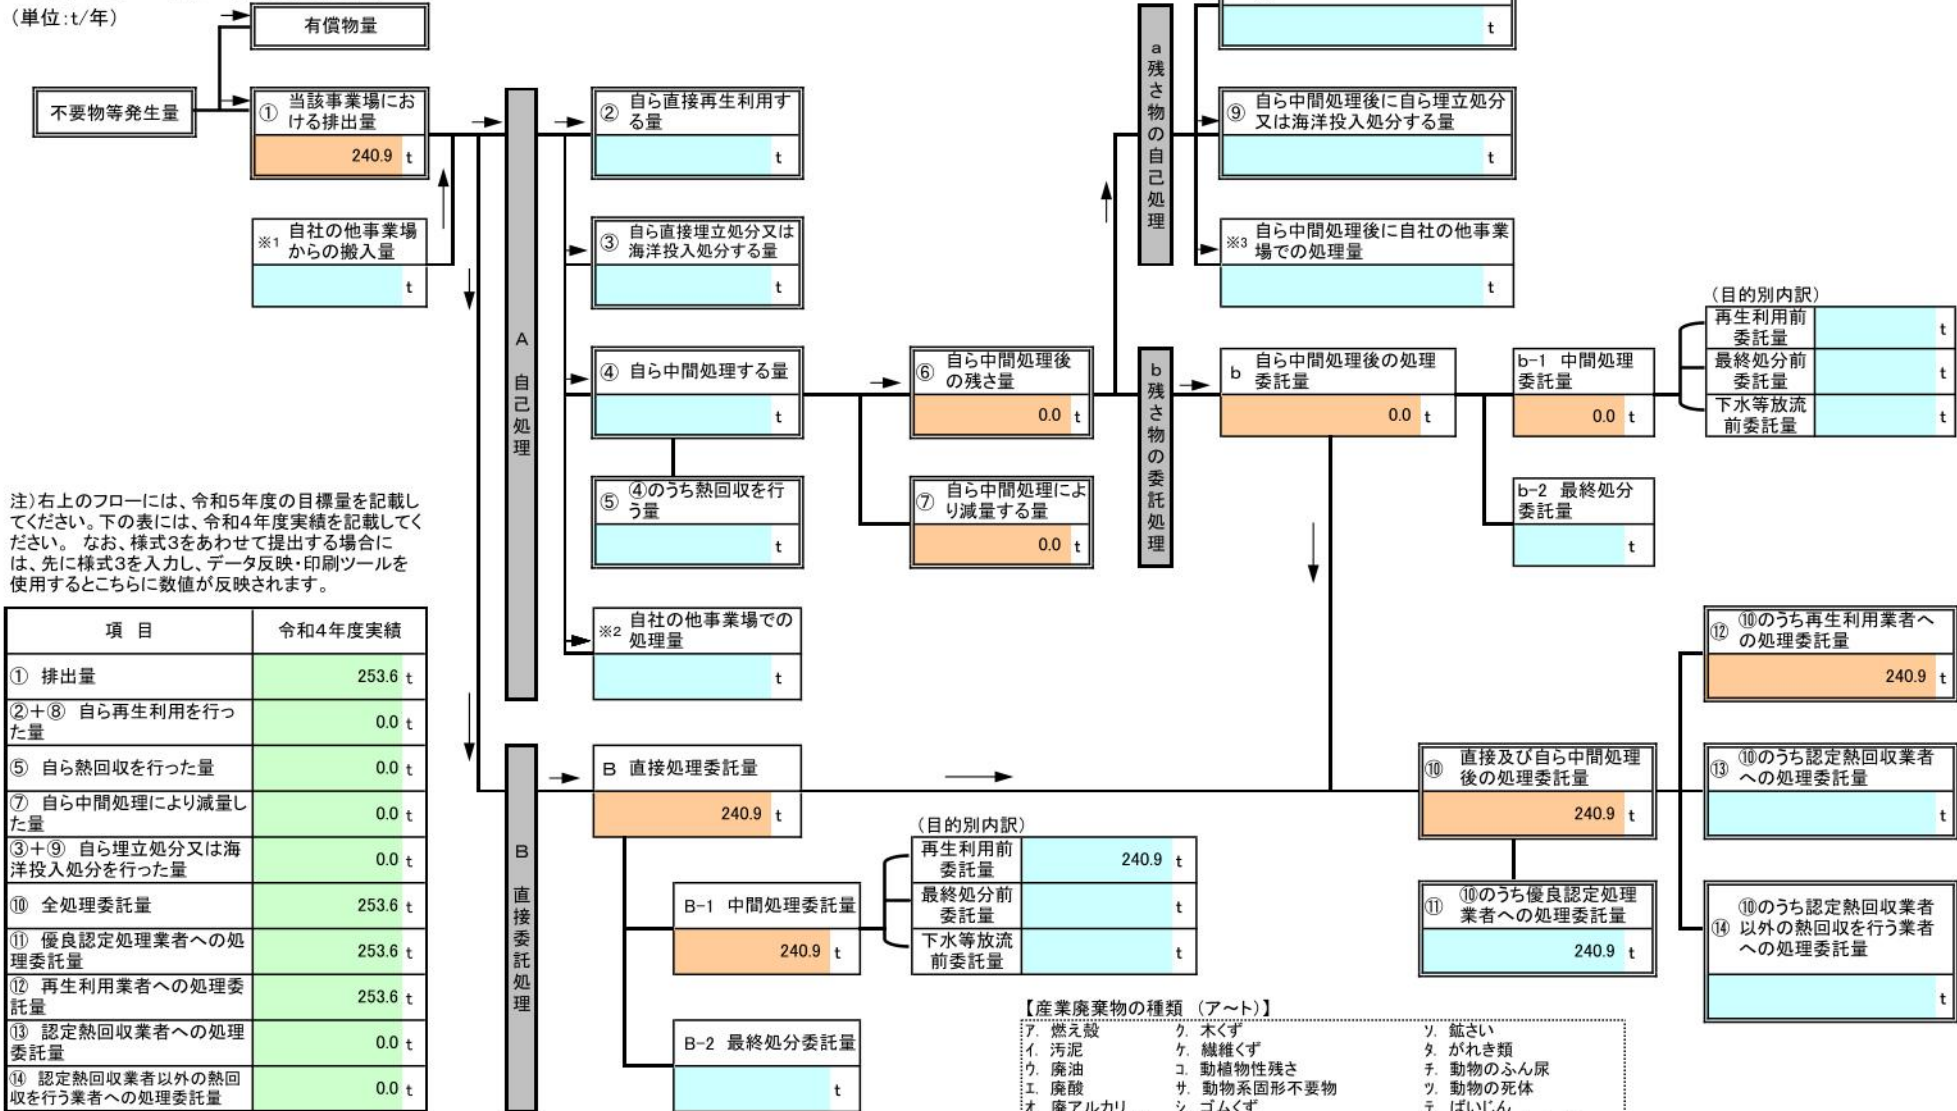 (単位:t/年)
有償物量
不要物等発生量
① 当該事業場にお
ける排出量
240.9 t
※1 自社の他事業場
からの搬入量
t
A 自己処理
② 自ら直接再生利用す
る量
t
③ 自ら直接埋立処分又は
海洋投入処分する量
t
④ 自ら中間処理する量
t
⑤ ④のうち熱回収を行
う量
t
※2 自社の他事業場での
処理量
t
⑥ 自ら中間処理後
の残さ量
0.0 t
⑦ 自ら中間処理によ
り減量する量
0.0 t
a 残さ物の自己処理
t
⑨ 自ら中間処理後に自ら埋立処分
又は海洋投入処分する量
t
※3 自ら中間処理後に自社の他事業
場での処理量
t
b 残さ物の委託処理
b 自ら中間処理後の処理
委託量
0.0 t
b-1 中間処理
委託量
0.0 t
(目的別内訳)
再生利用前
委託量
t
最終処分前
委託量
t
下水等放流
前委託量
t
b-2 最終処分
委託量
t
注)右上のフローには、令和5年度の目標量を記載し
てください。下の表には、令和4年度実績を記載してく
ださい。 なお、様式3をあわせて提出する場合に
は、先に様式3を入力し、データ反映・印刷ツールを
使用するとこちらに数値が反映されます。
項 目 令和4年度実績
① 排出量 253.6 t
②+⑧ 自ら再生利用を行っ
た量 0.0 t
⑤ 自ら熱回収を行った量 0.0 t
⑦ 自ら中間処理により減量し
た量 0.0 t
③+⑨ 自ら埋立処分又は海
洋投入処分を行った量 0.0 t
⑩ 全処理委託量 253.6 t
⑪ 優良認定処理業者への処
理委託量 253.6 t
⑫ 再生利用業者への処理委
託量 253.6 t
⑬ 認定熱回収業者への処理
委託量 0.0 t
⑭ 認定熱回収業者以外の熱回
収を行う業者への処理委託量 0.0 t
B 直接委託処理
B 直接処理委託量
240.9 t
B-1 中間処理委託量
240.9 t
(目的別内訳)
再生利用前
委託量
240.9 t
最終処分前
委託量
t
下水等放流
前委託量
t
B-2 最終処分委託量
t
⑩ 直接及び自ら中間処理
後の処理委託量
240.9 t
⑪ ⑩のうち優良認定処理
業者への処理委託量
240.9 t
⑫ ⑩のうち再生利用業者へ
の処理委託量
240.9 t
⑬ ⑩のうち認定熱回収業者
への処理委託量
t
⑭ ⑩のうち認定熱回収業者
以外の熱回収を行う業者
への処理委託量
t
【産業廃棄物の種類 (ア~ト)】
ア. 燃え殻 ク. 木くず ソ. 鉱さい
イ. 汚泥 ケ. 繊維くず タ. がれき類
ウ. 廃油 コ. 動植物性残さ チ. 動物のふん尿
エ. 廃酸 サ. 動物系固形不要物 ツ. 動物の死体
オ. 廃アルカリ シ. ゴムくず テ. ばいじん